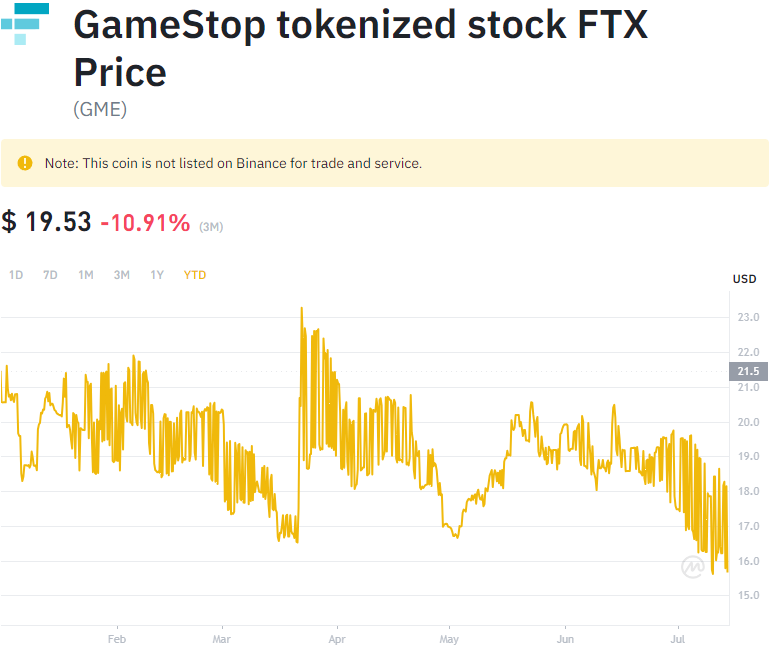 GameStop tokenized stock FTX
Price
(GME)
Note: This coin is not listed on Binance for trade and service.
$ 19.53 -10.91% (3M)
1D 7D 1M 3M 1Y YTD
USD
23.0
22.0
21.5
21.0
20.0
19.0
18.0
17.0
16.0
15.0
Feb Mar Apr May Jun Jul